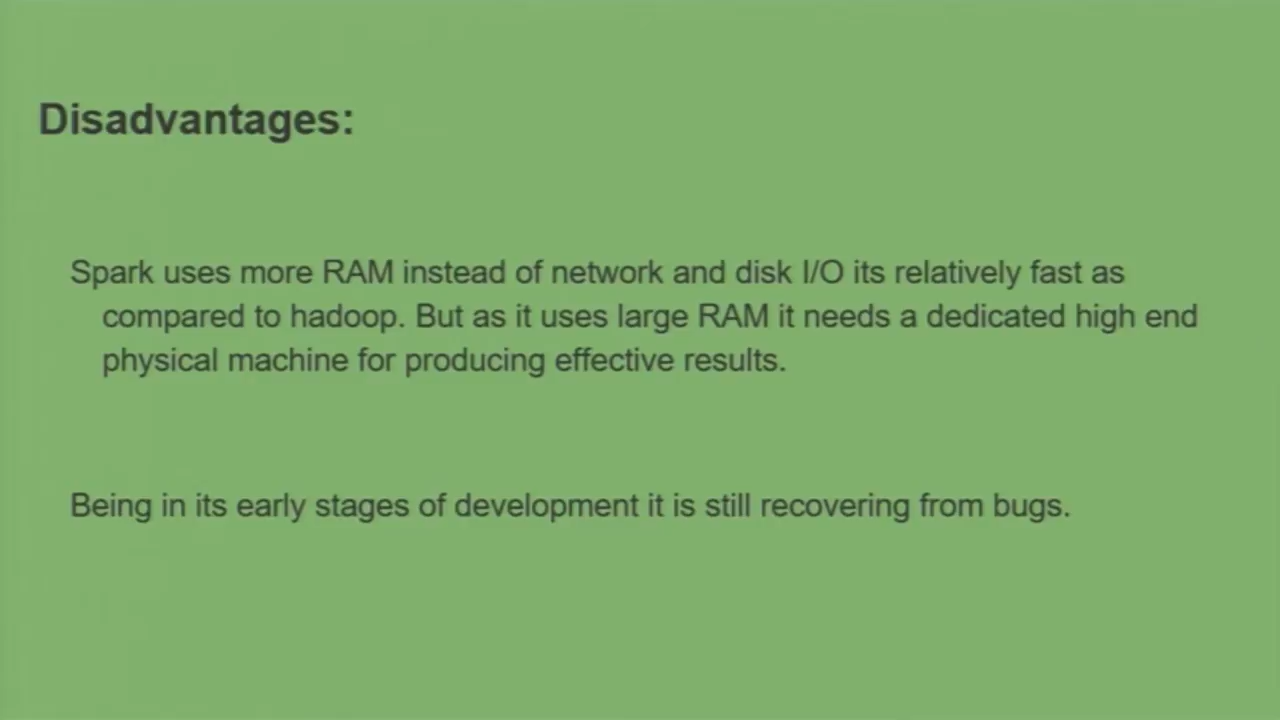 Disadvantages:
Spark uses more RAM instead of network and disk I/O its relatively fast as
compared to hadoop. But as it uses large RAM it needs a dedicated high end
physical machine for producing effective results.
Being in its early stages of development it is still recovering from bugs.